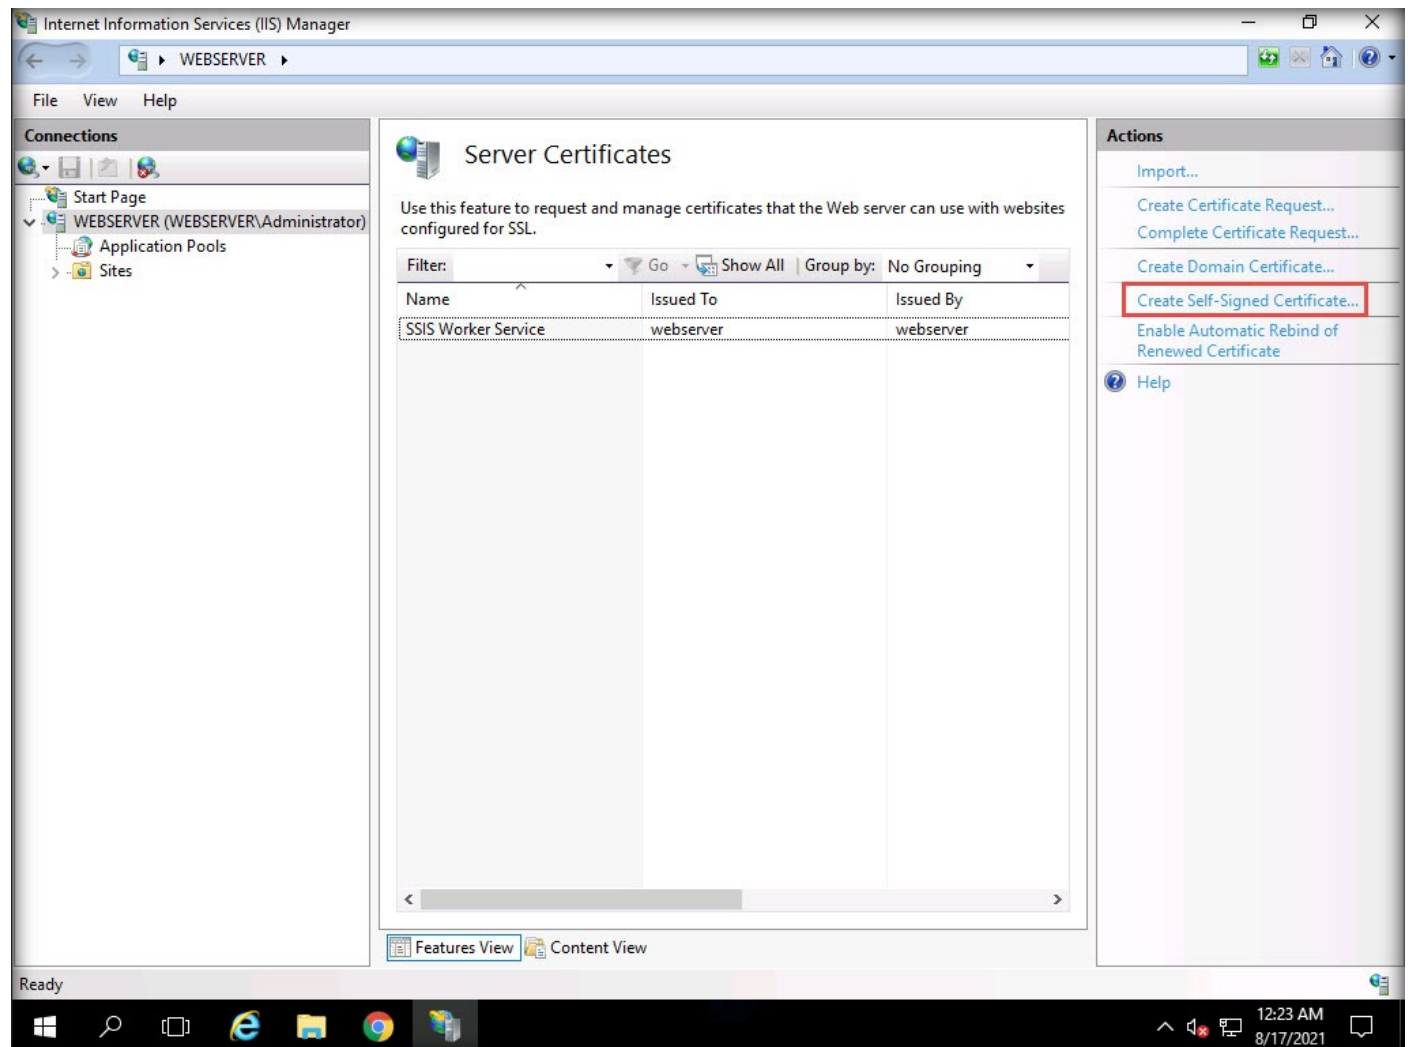 Internet Information Services (IIS) Manager
WEBSERVER
File View Help
Connections
Start Page
WEBSERVER (WEBSERVER\Administrator)
Application Pools
Sites
Server Certificates
Use this feature to request and manage certificates that the Web server can use with websites
configured for SSL.
Filter: Go Show All Group by: No Grouping
Name Issued To Issued By
SSIS Worker Service webserver webserver
Features View Content View
Actions
Import...
Create Certificate Request...
Complete Certificate Request...
Create Domain Certificate...
Create Self-Signed Certificate...
Enable Automatic Rebind of
Renewed Certificate
Help
Ready
12:23 AM
8/17/2021